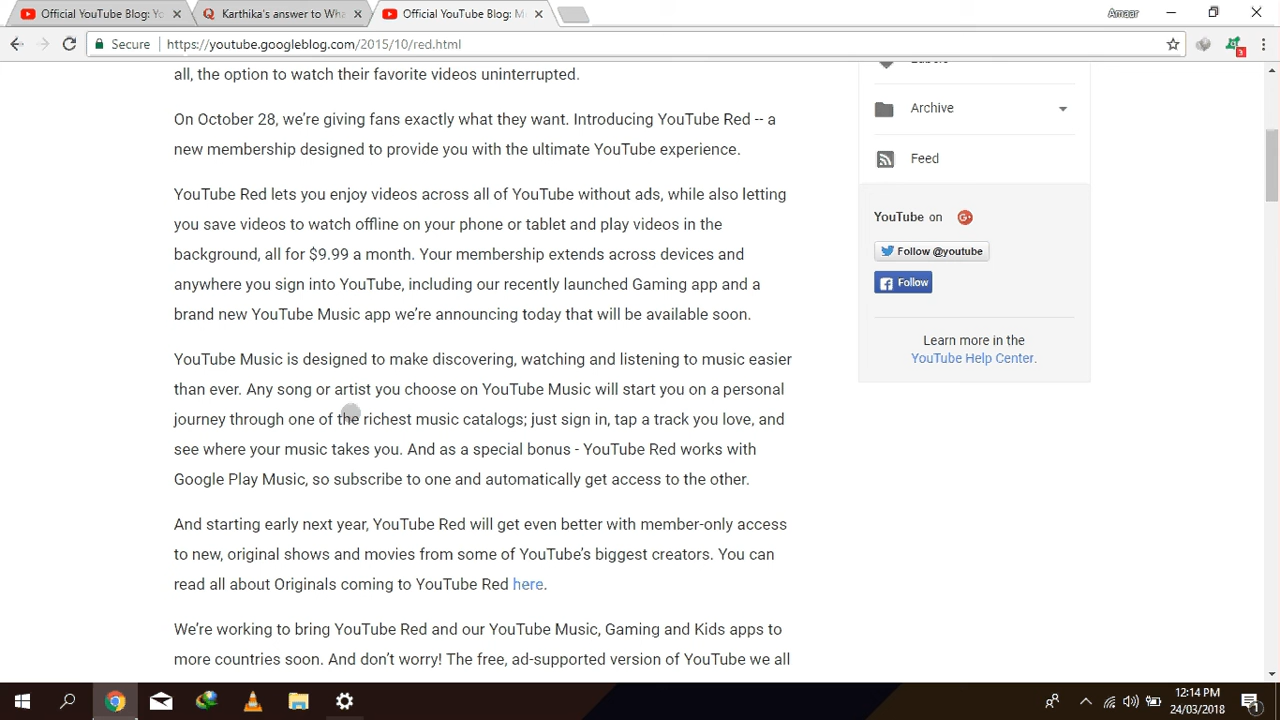 Official YouTube Blog: Yo
Karthika's answer to Wha
Official YouTube Blog: M
Amaar
Secure
https://youtube.googleblog.com/2015/10/red.html
3
all, the option to watch their favorite videos uninterrupted.
On October 28, we're giving fans exactly what they want. Introducing YouTube Red -- a
new membership designed to provide you with the ultimate YouTube experience.
YouTube Red lets you enjoy videos across all of YouTube without ads, while also letting
you save videos to watch offline on your phone or tablet and play videos in the
background, all for $9.99 a month. Your membership extends across devices and
anywhere you sign into YouTube, including our recently launched Gaming app and a
brand new YouTube Music app we're announcing today that will be available soon.
YouTube Music is designed to make discovering, watching and listening to music easier
than ever. Any song or artist you choose on YouTube Music will start you on a personal
journey through one of the richest music catalogs; just sign in, tap a track you love, and
see where your music takes you. And as a special bonus - YouTube Red works with
Google Play Music, so subscribe to one and automatically get access to the other.
And starting early next year, YouTube Red will get even better with member-only access
to new, original shows and movies from some of YouTube's biggest creators. You can
read all about Originals coming to YouTube Red here.
We're working to bring YouTube Red and our YouTube Music, Gaming and Kids apps to
more countries soon. And don't worry! The free, ad-supported version of YouTube we all
Labels
Archive
Feed
YouTube on
Follow @youtube
Follow
Learn more in the
YouTube Help Center.
12:14 PM
24/03/2018
1